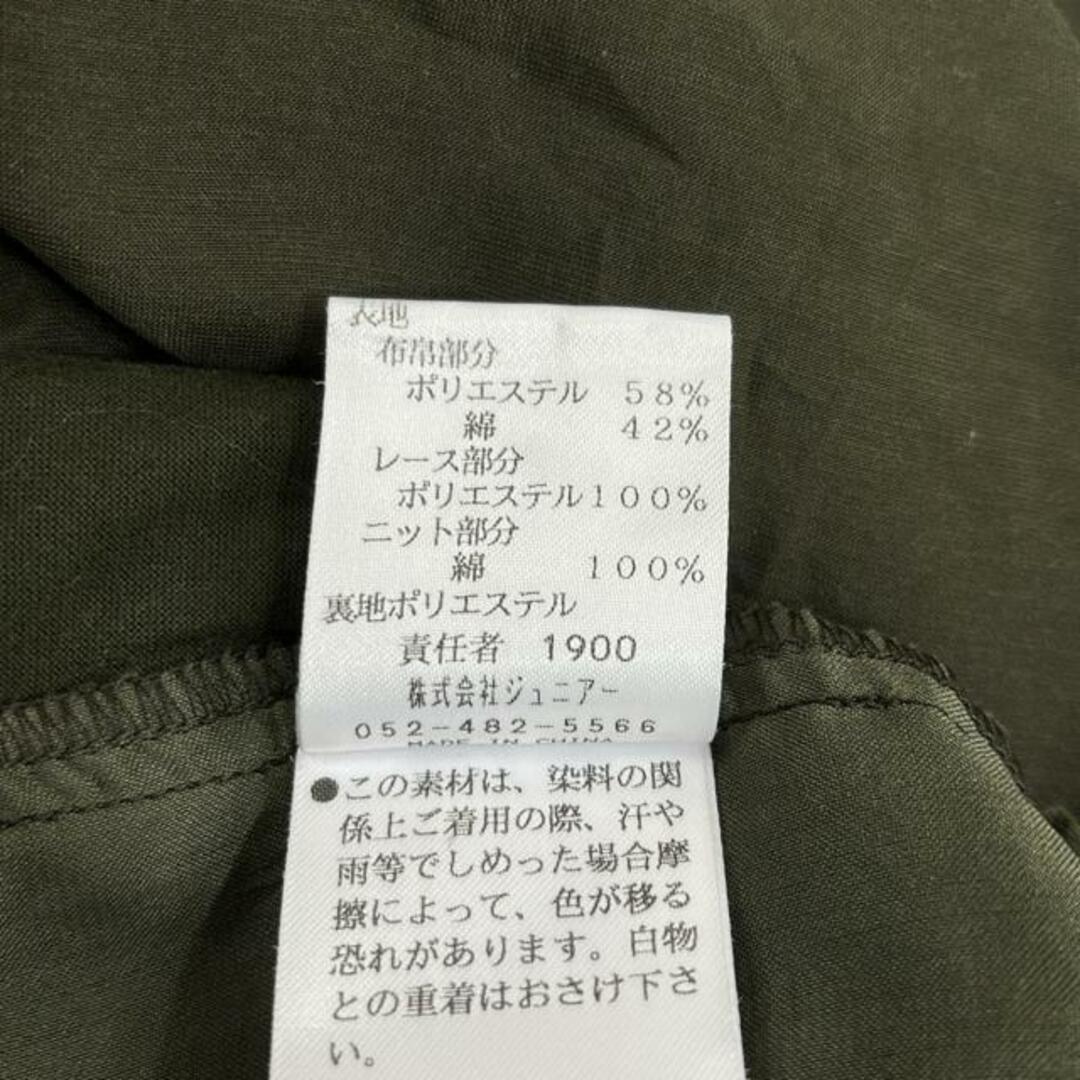 表地
布帛部分
ポリエステル 58%
綿 42%
レース部分
ポリエステル100%
ニット部分
綿 100%
裏地ポリエステル
責任者 1900
株式会社ジュニアー
052-482-5566
MADE IN CHINA
●この素材は、染料の関
係上ご着用の際、汗や
雨等でしめった場合摩
擦によって、色が移る
恐れがあります。白物
との重着はおさけ下さ
い。